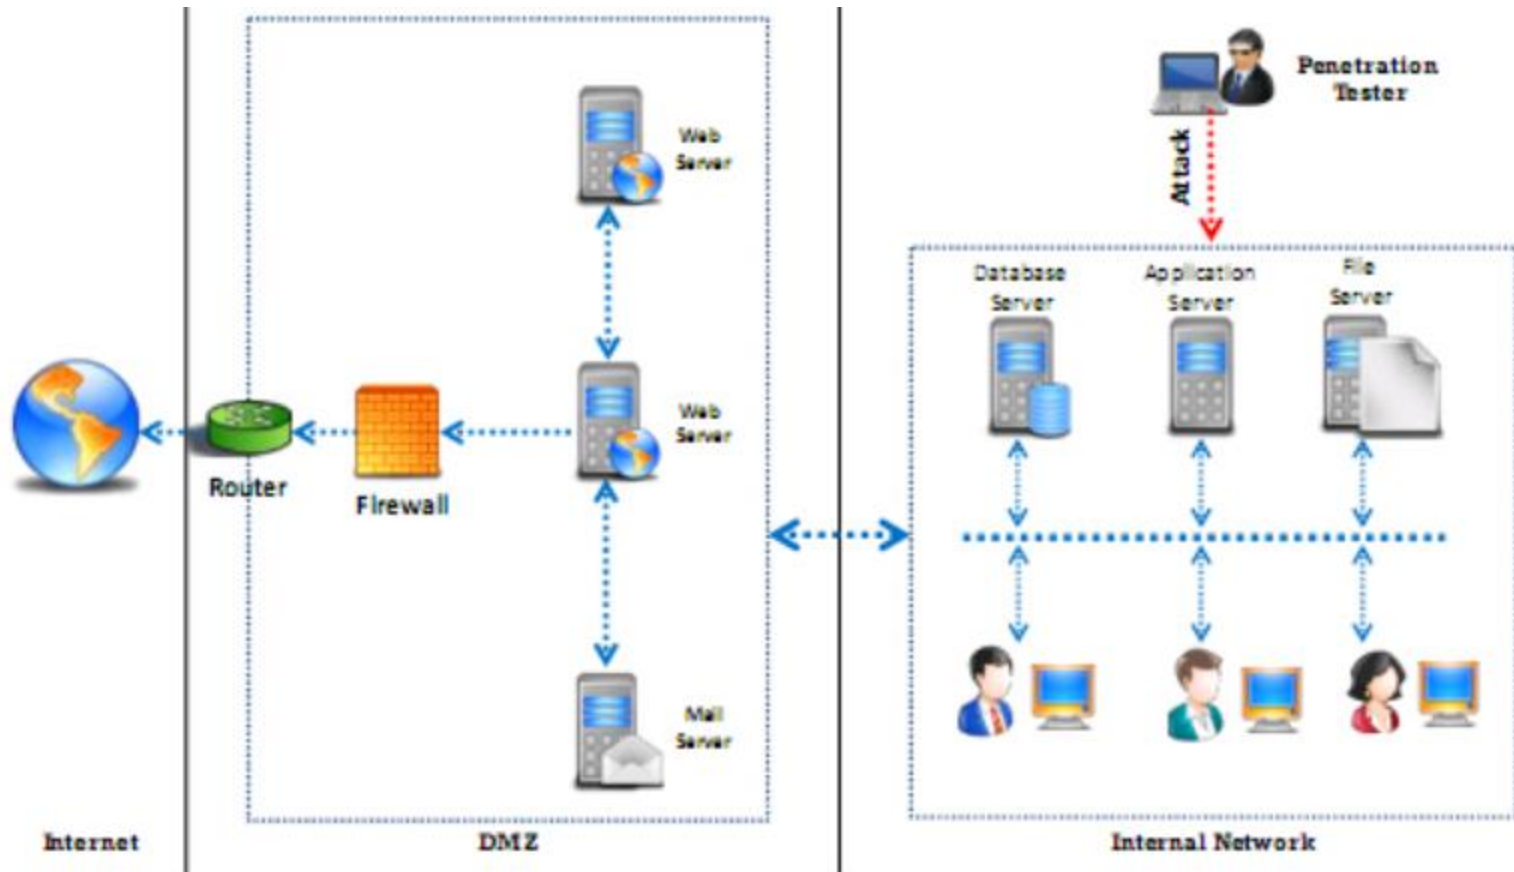 Penetration
Tester
Attack
Web
Server
Database
Server
Application
Server
File
Server
Web
Server
Router
Firewall
Mail
Server
Internet
DMZ
Internal Network